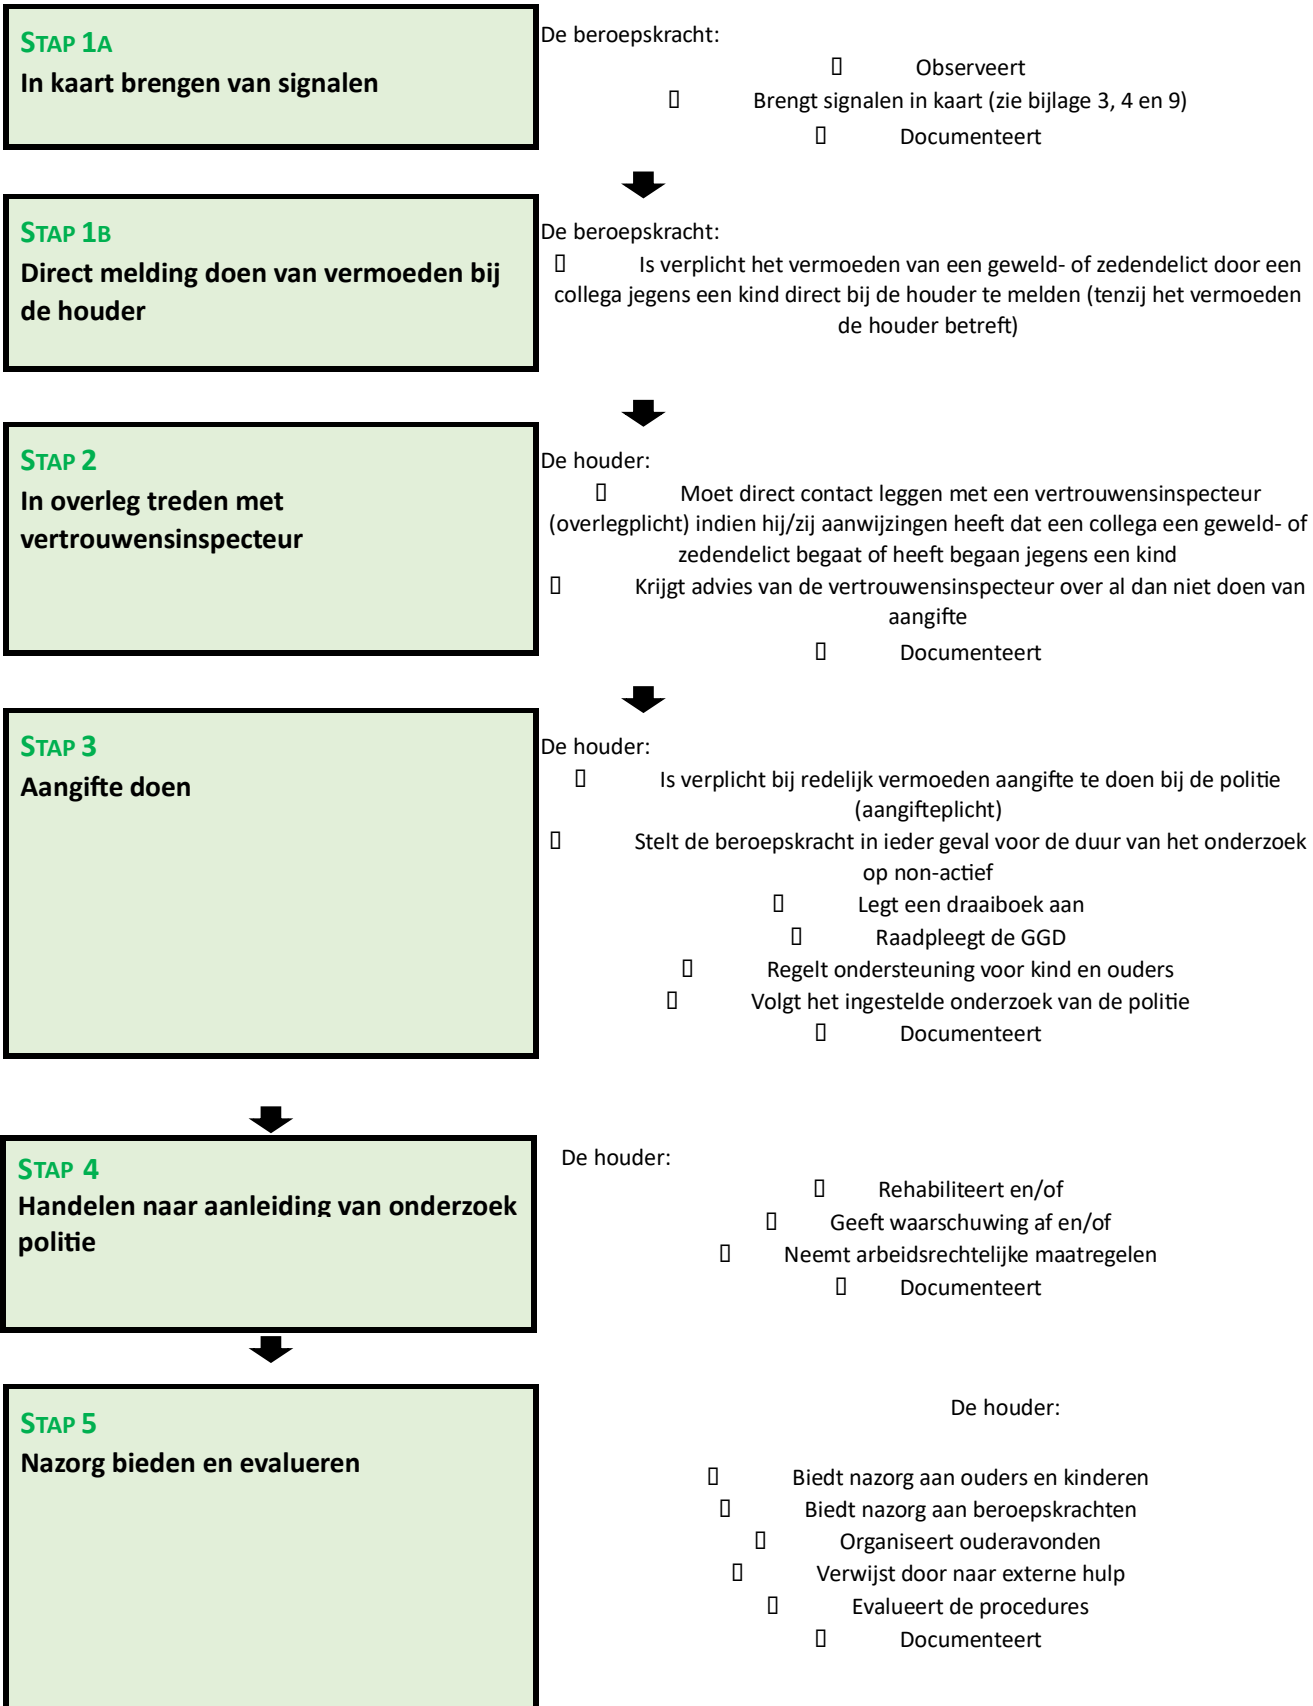 STAP 1A
In kaart brengen van signalen
De beroepskracht:
▯ Observeert
▯ Brengt signalen in kaart (zie bijlage 3, 4 en 9)
▯ Documenteert
STAP 1B
Direct melding doen van vermoeden bij
de houder
De beroepskracht:
▯ Is verplicht het vermoeden van een geweld- of zedendelict door een
collega jegens een kind direct bij de houder te melden (tenzij het vermoeden
de houder betreft)
STAP 2
In overleg treden met
vertrouwensinspecteur
De houder:
▯ Moet direct contact leggen met een vertrouwensinspecteur
(overlegplicht) indien hij/zij aanwijzingen heeft dat een collega een geweld- of
zedendelict begaat of heeft begaan jegens een kind
▯ Krijgt advies van de vertrouwensinspecteur over al dan niet doen van
aangifte
▯ Documenteert
STAP 3
Aangifte doen
De houder:
▯ Is verplicht bij redelijk vermoeden aangifte te doen bij de politie
(aangifteplicht)
▯ Stelt de beroepskracht in ieder geval voor de duur van het onderzoek
op non-actief
▯ Legt een draaiboek aan
▯ Raadpleegt de GGD
▯ Regelt ondersteuning voor kind en ouders
▯ Volgt het ingestelde onderzoek van de politie
▯ Documenteert
STAP 4
Handelen naar aanleiding van onderzoek
politie
De houder:
▯ Rehabiliteert en/of
▯ Geeft waarschuwing af en/of
▯ Neemt arbeidsrechtelijke maatregelen
▯ Documenteert
STAP 5
Nazorg bieden en evalueren
De houder:
▯ Biedt nazorg aan ouders en kinderen
▯ Biedt nazorg aan beroepskrachten
▯ Organiseert ouderavonden
▯ Verwijst door naar externe hulp
▯ Evalueert de procedures
▯ Documenteert